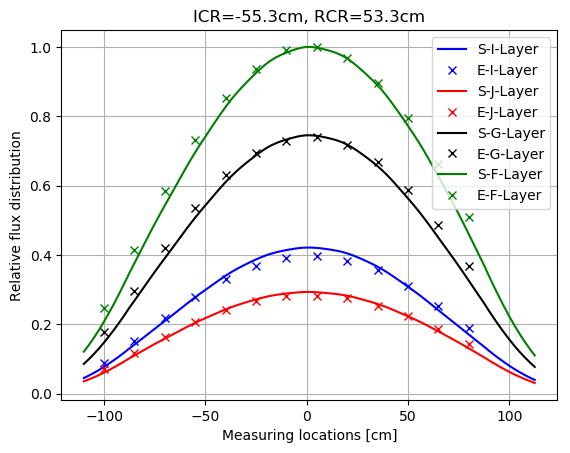 ICR=-55.3cm, RCR=53.3cm
Relative flux distribution
1.0
0.8
0.6
0.4
0.2
0.0
S-I-Layer
E-I-Layer
S-J-Layer
E-J-Layer
S-G-Layer
E-G-Layer
S-F-Layer
E-F-Layer
−100
−50
0
50
100
Measuring locations [cm]